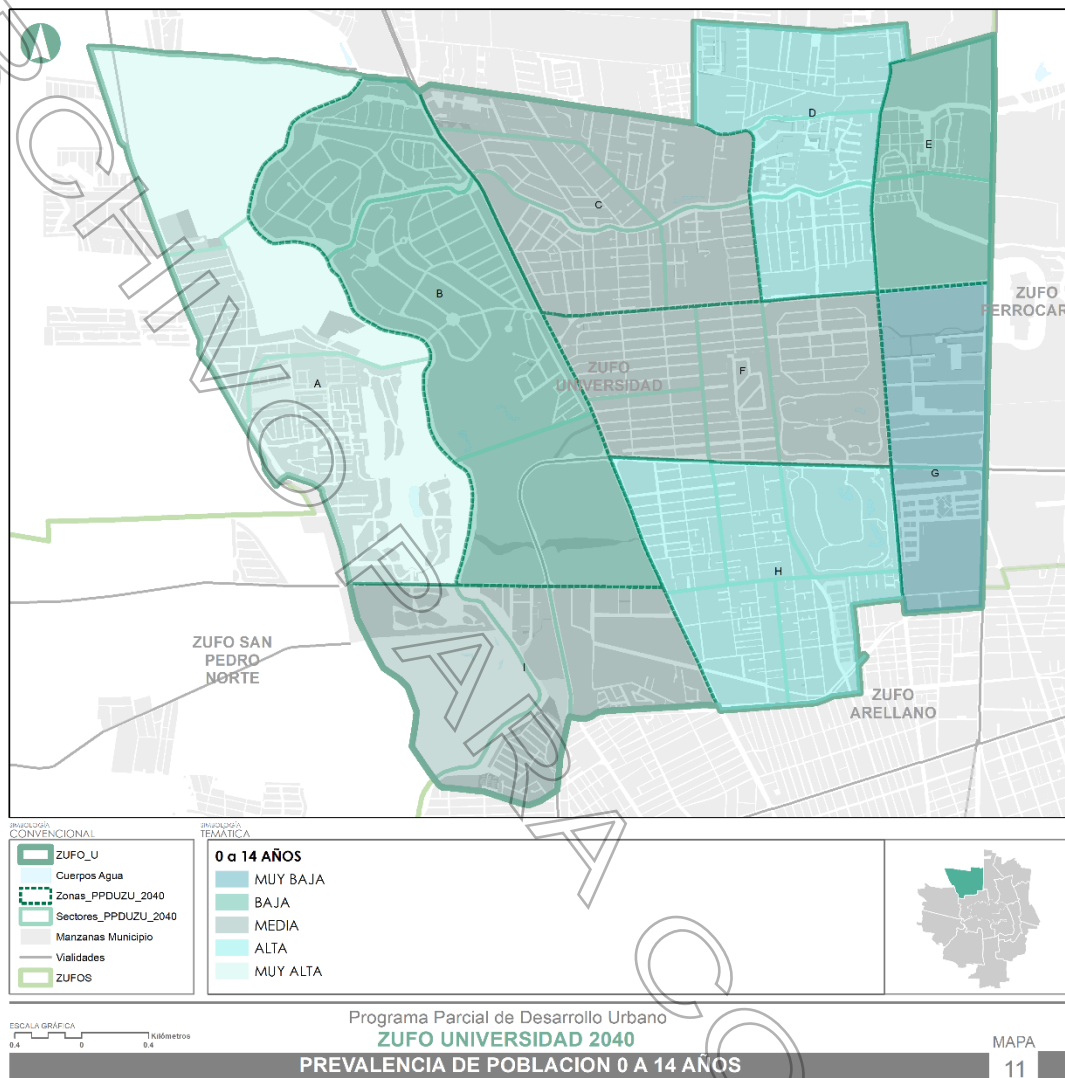 D
E
C
B
ZUFO
FERROCAR
ZUFO
UNIVERSIDAD
F
A
G
H
ZUFO SAN
PEDRO
NORTE
I
ZUFO
ARELLANO
SIMBOLOGÍA
CONVENCIONAL
ZUFO_U
Cuerpos Agua
Zonas_PPDUZU_2040
Sectores_PPDUZU_2040
Manzanas Municipio
Vialidades
ZUFOS
SIMBOLOGÍA
TEMÁTICA
0 a 14 AÑOS
MUY BAJA
BAJA
MEDIA
ALTA
MUY ALTA
ESCALA GRÁFICA
Kilómetros
0.4 0 0.4
Programa Parcial de Desarrollo Urbano
ZUFO UNIVERSIDAD 2040
PREVALENCIA DE POBLACION 0 A 14 AÑOS
MAPA
11
CTIVO PARA CO